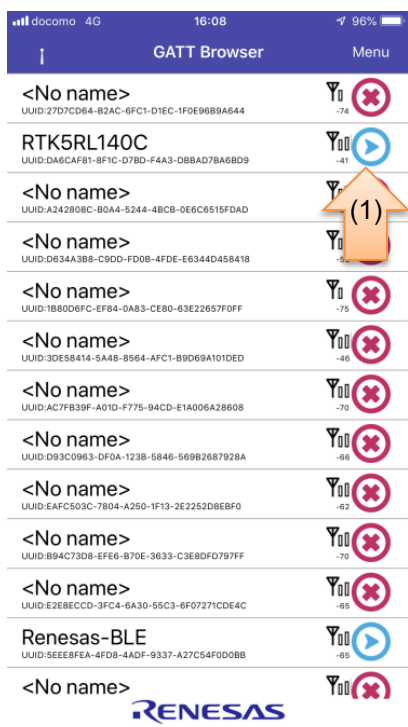 docomo 4G 16:08 96%
GATT Browser Menu
<No name>
UUID:27D7CD64-B2AC-6FC1-D1EC-1F0E96B9A644 -74
RTK5RL140C
UUID:DA6CAF81-8F1C-D7BD-F4A3-DBBAD7BA6BD9 -41
<No name>
UUID:A242808C-B0A4-5244-4BCB-0E6C6515FDAD
(1)
<No name>
UUID:D634A3B8-C9DD-FD0B-4FDE-E6344D458418
<No name>
UUID:1B80D6FC-EF84-0A83-CE80-63E22657F0FF -75
<No name>
UUID:3DE58414-5A48-8564-AFC1-B9D69A101DED -46
<No name>
UUID:AC7FB39F-A01D-F775-94CD-E1A006A28608 -70
<No name>
UUID:D93C0963-DF0A-123B-5846-569B2687928A -66
<No name>
UUID:EAFC503C-7804-A250-1F13-2E2252D8EBF0 -62
<No name>
UUID:B94C73D8-EFE6-B70E-3633-C3E8DFD797FF -70
<No name>
UUID:E2E8ECCD-3FC4-6A30-55C3-6F07271CDE4C -65
Renesas-BLE
UUID:5EEE8FEA-4FD8-4ADF-9337-A27C54F0D0BB -65
<No name>
RENESAS